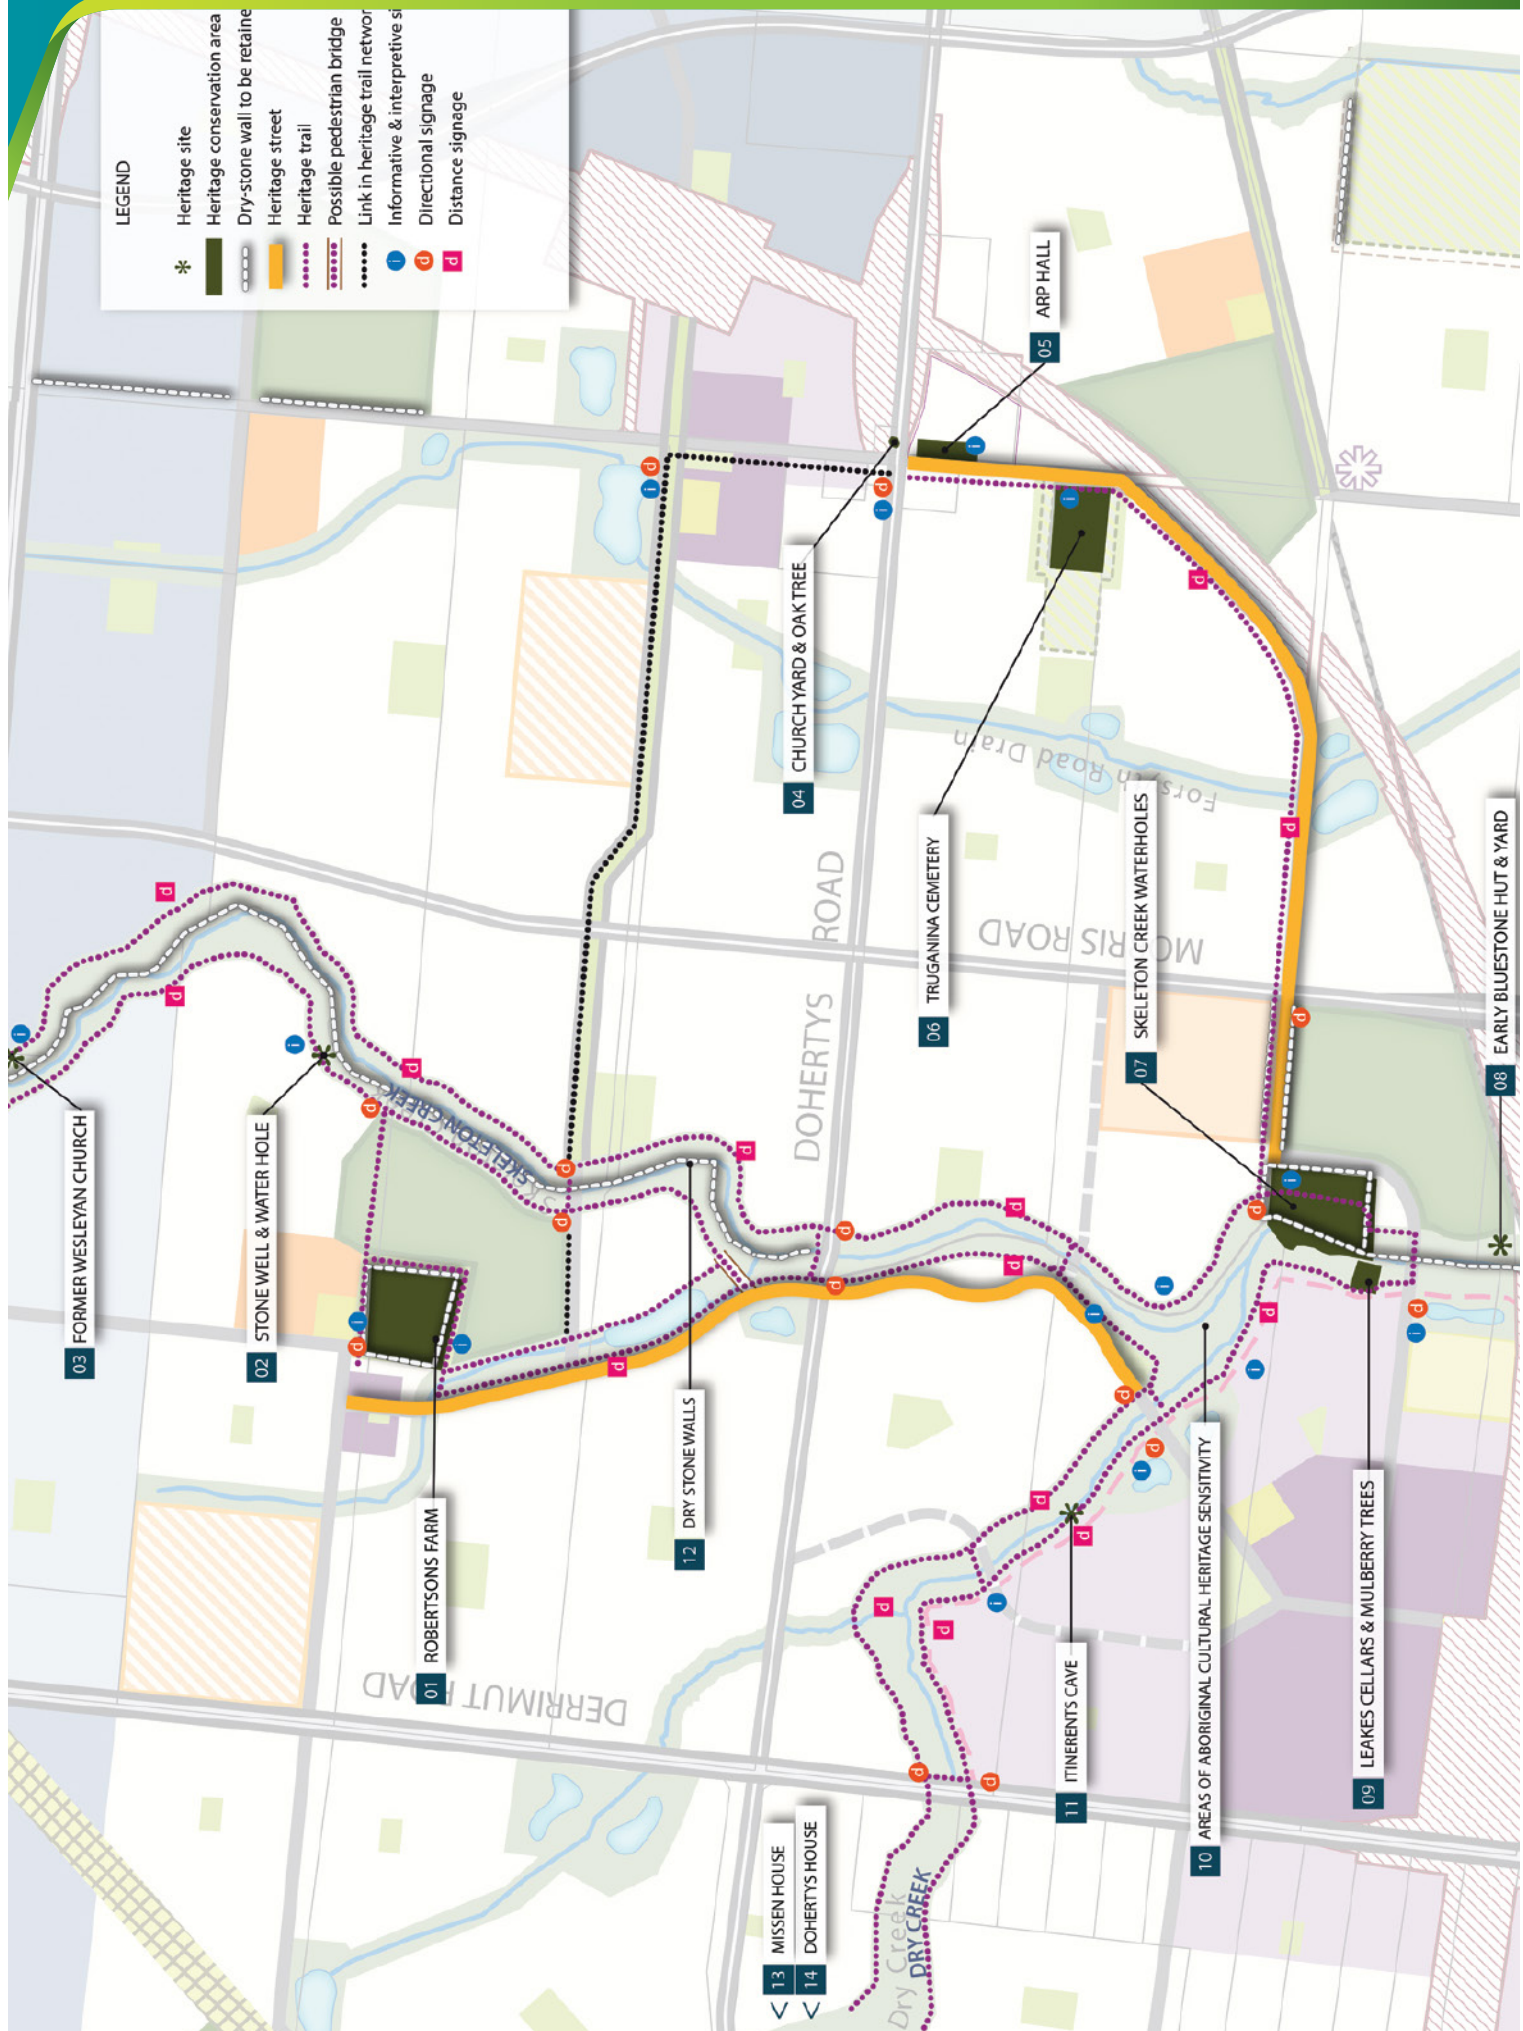 LEGEND
Heritage site
Heritage conservation area
Dry-stone wall to be retaine
Heritage street
Heritage trail
Possible pedestrian bridge
Link in heritage trail networ
Informative & interpretive si
Directional signage
Distance signage
03 FORMER WESLEYAN CHURCH
02 STONE WELL & WATER HOLE
01 ROBERTSONS FARM
12 DRY STONE WALLS
04 CHURCH YARD & OAK TREE
05 ARP HALL
06 TRUGANINA CEMETERY
07 SKELETON CREEK WATERHOLES
08 EARLY BLUESTONE HUT & YARD
09 LEAKES CELLARS & MULBERRY TREES
10 AREAS OF ABORIGINAL CULTURAL HERITAGE SENSITIVITY
11 ITINERENTS CAVE
< 13 MISSEN HOUSE
< 14 DOHERTYS HOUSE
SKELETON CREEK
DOHERTYS ROAD
MORRIS ROAD
DERRIMUT ROAD
Forsyth Road Drain
Dry Creek
DRY CREEK